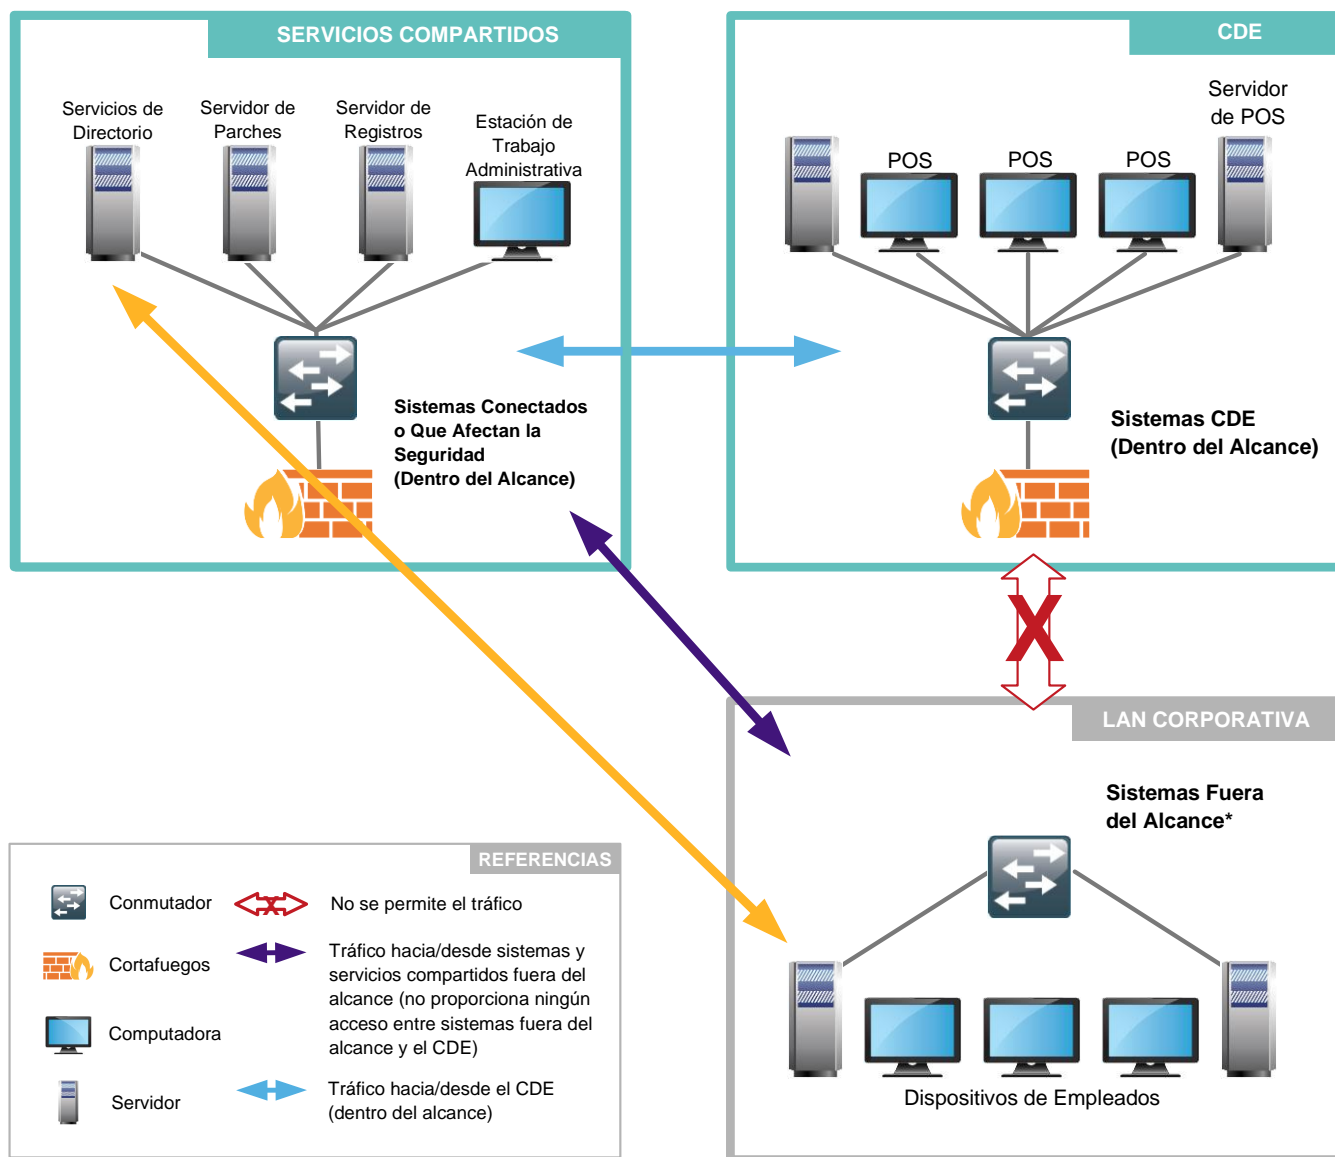 SERVICIOS COMPARTIDOS
Servicios de
Directorio
Servidor de
Parches
Servidor de
Registros
Estación de
Trabajo
Administrativa
Sistemas Conectados
o Que Afectan la
Seguridad
(Dentro del Alcance)
CDE
Servidor
de POS
POS
POS
POS
Sistemas CDE
(Dentro del Alcance)
X
LAN CORPORATIVA
Sistemas Fuera
del Alcance*
Dispositivos de Empleados
REFERENCIAS
Conmutador
X
No se permite el tráfico
Cortafuegos
Tráfico hacia/desde sistemas y
servicios compartidos fuera del
alcance (no proporciona ningún
acceso entre sistemas fuera del
alcance y el CDE)
Computadora
Servidor
Tráfico hacia/desde el CDE
(dentro del alcance)